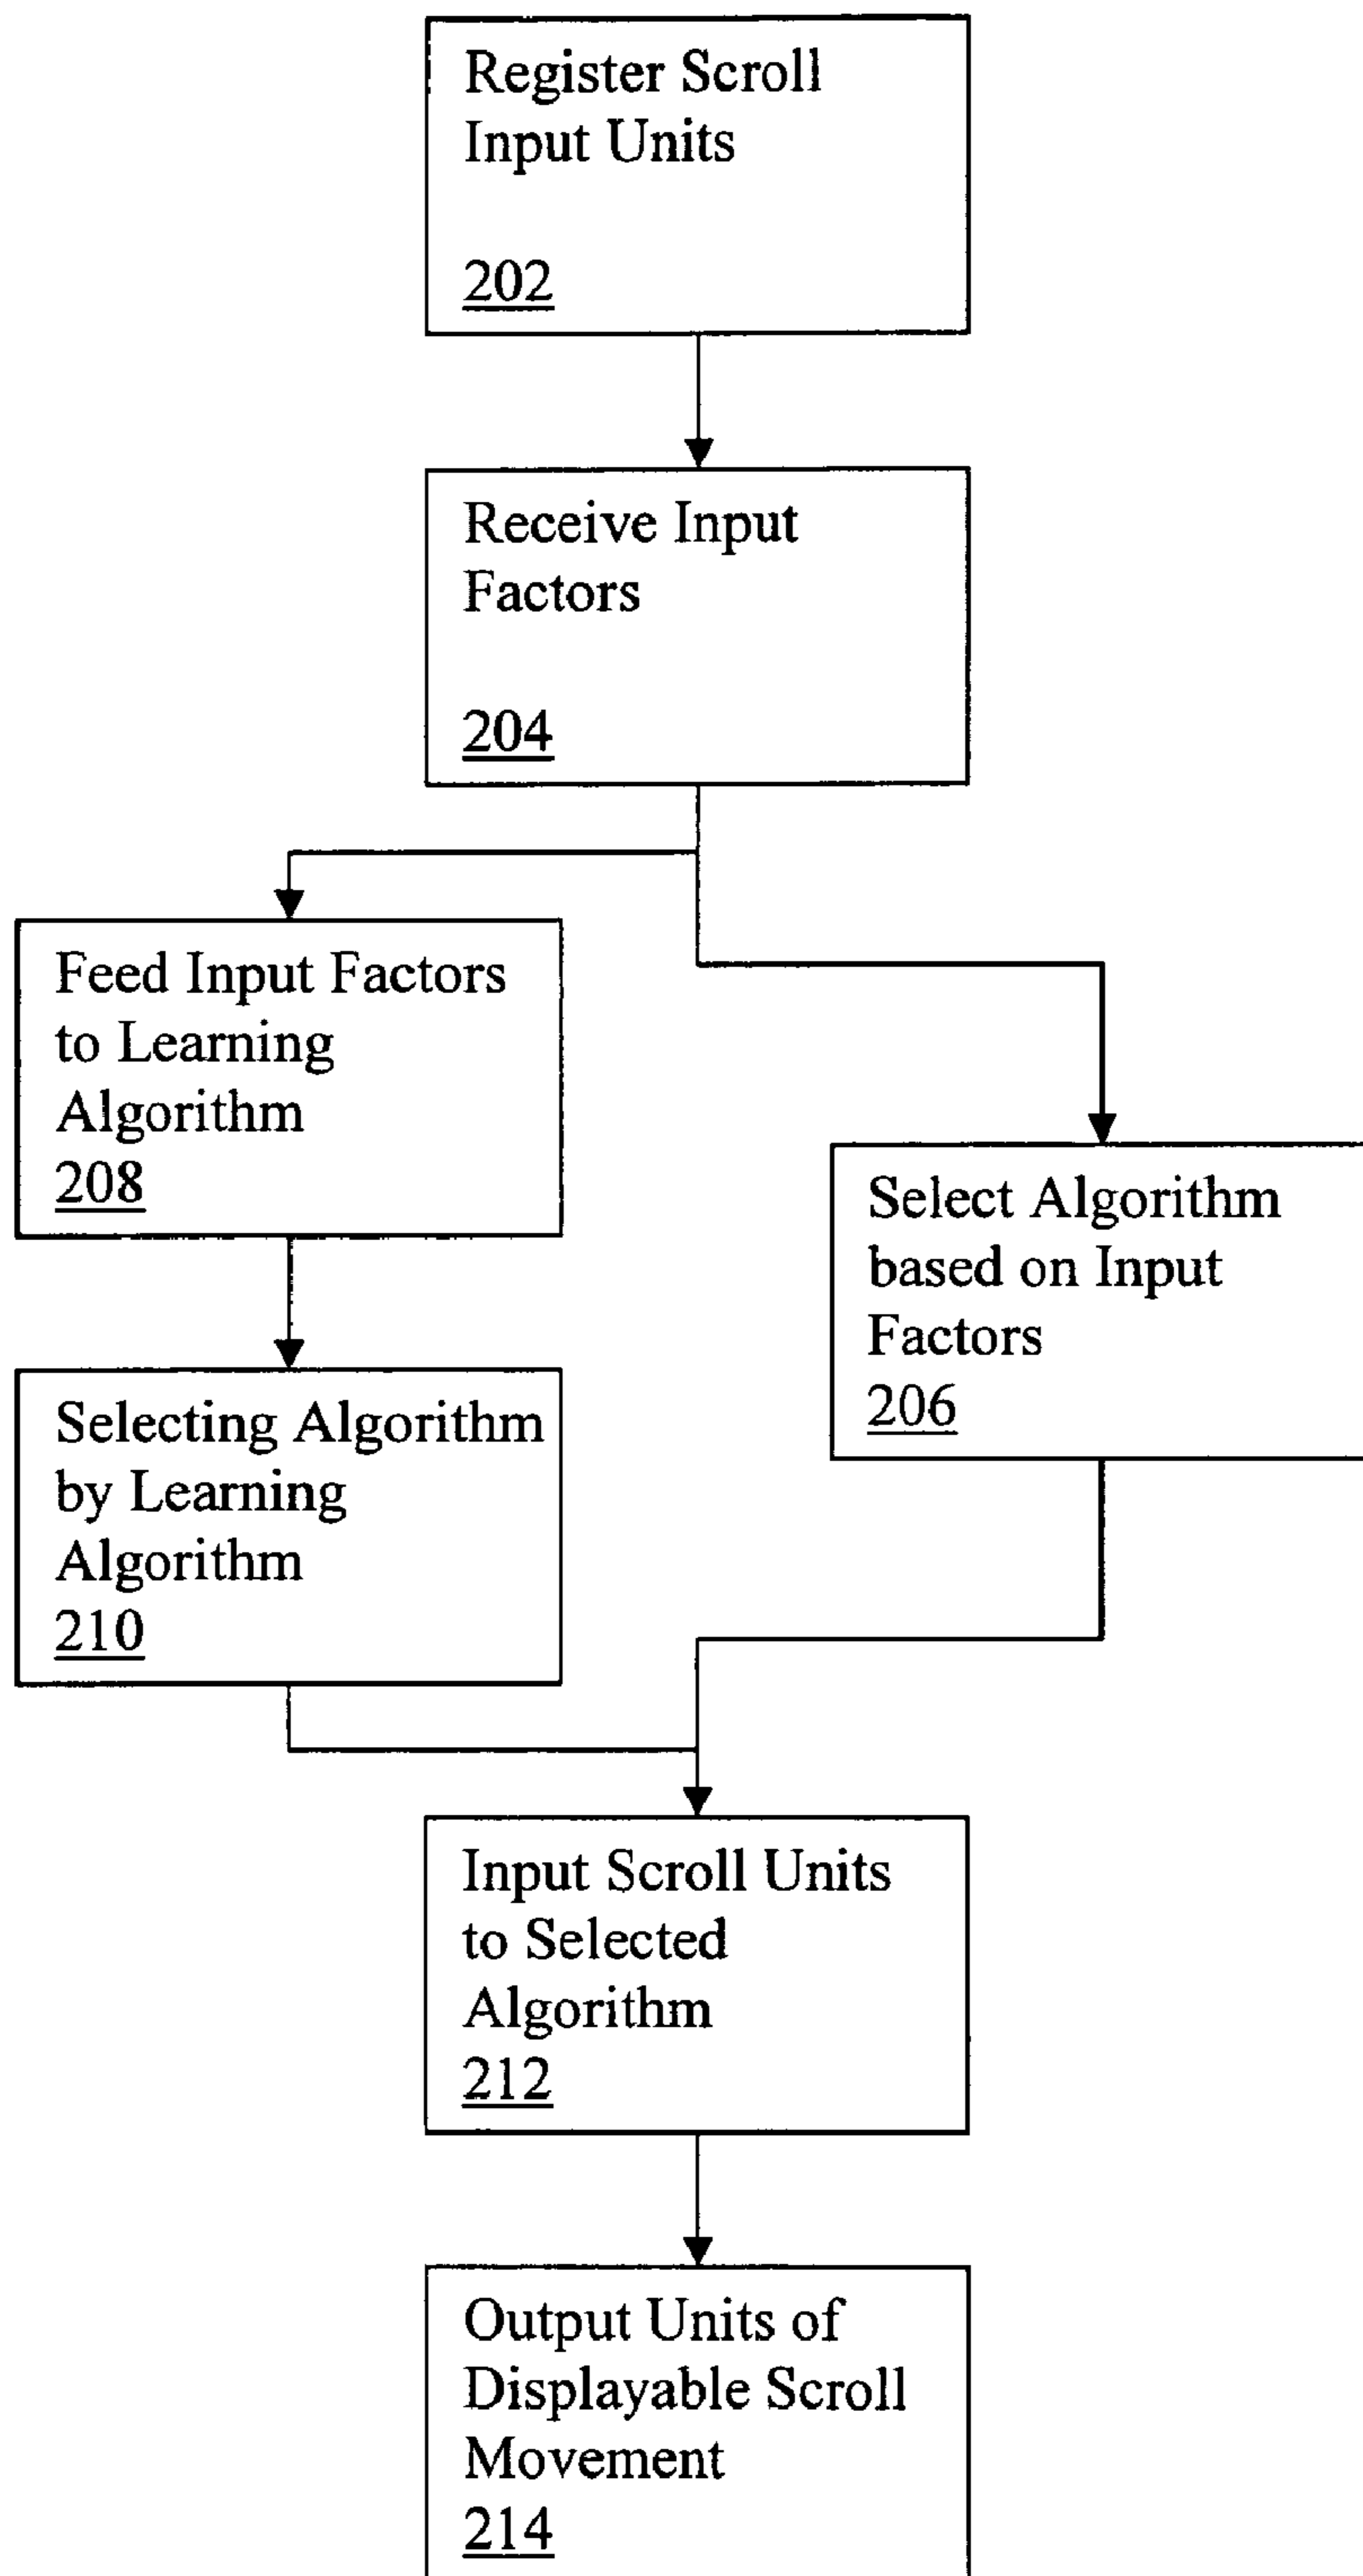 Register Scroll
Input Units
202
Receive Input
Factors
204
Feed Input Factors
to Learning
Algorithm
208
Select Algorithm
based on Input
Factors
206
Selecting Algorithm
by Learning
Algorithm
210
Input Scroll Units
to Selected
Algorithm
212
Output Units of
Displayable Scroll
Movement
214